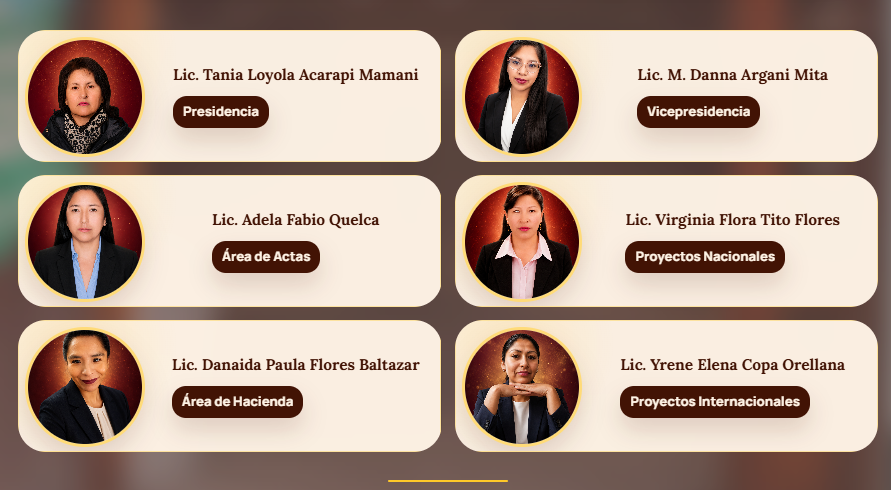 Lic. Tania Loyola Acarapi Mamani
Presidencia
Lic. M. Danna Argani Mita
Vicepresidencia
Lic. Adela Fabio Quelca
Área de Actas
Lic. Virginia Flora Tito Flores
Proyectos Nacionales
Lic. Danaida Paula Flores Baltazar
Área de Hacienda
Lic. Yrene Elena Copa Orellana
Proyectos Internacionales